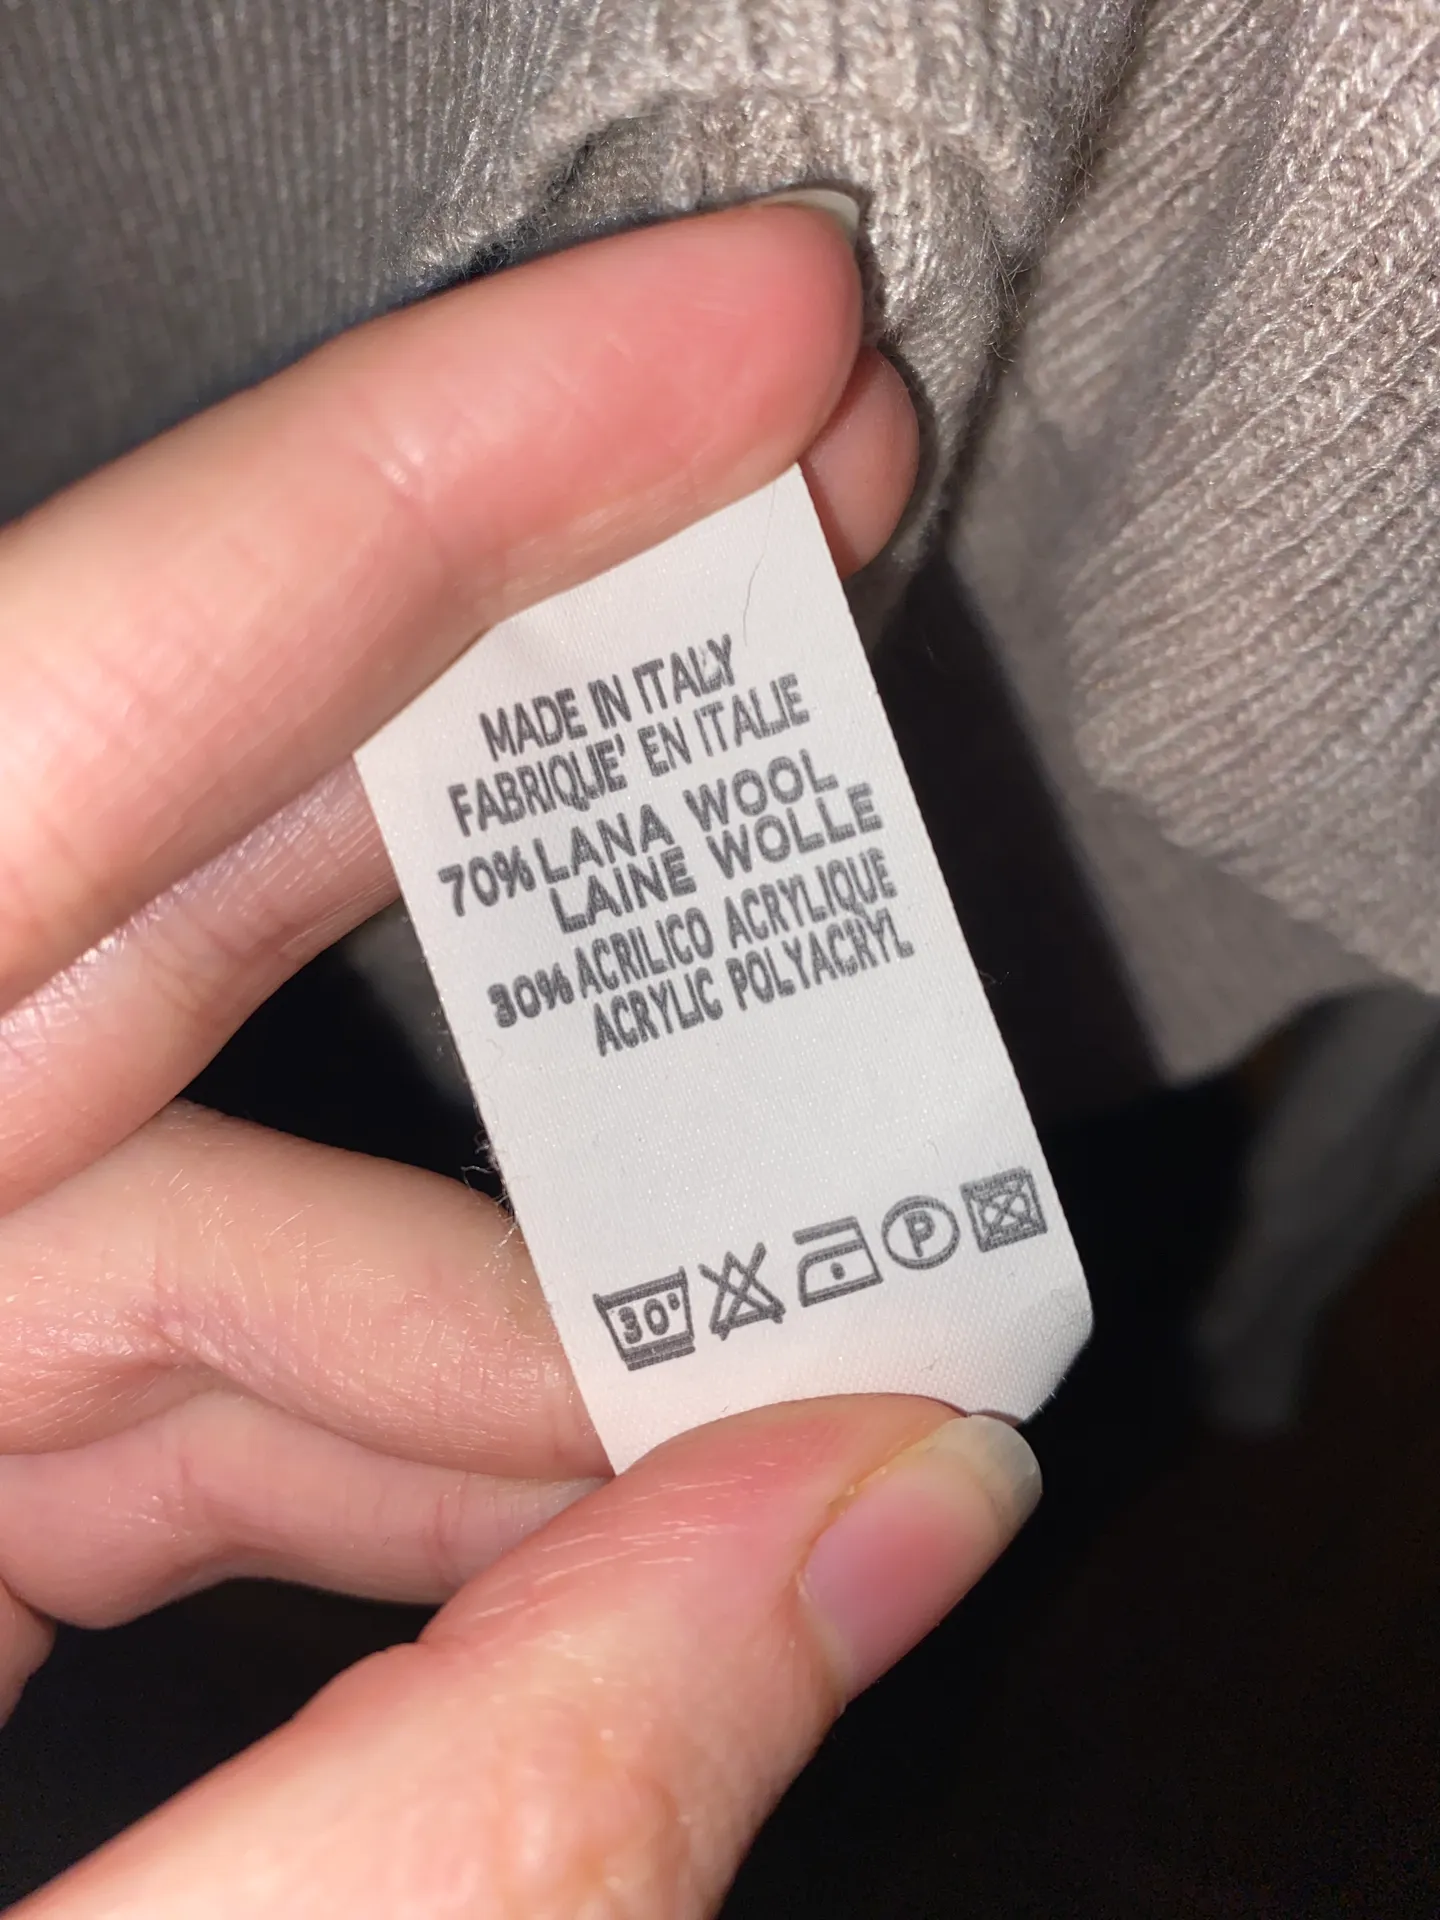 MADE IN ITALY
FABRIQUE' EN ITALIE
70% LANA WOOL
LAINE WOLLE
30% ACRILICO ACRYLIQUE
ACRYLIC POLYACRYL
30° P